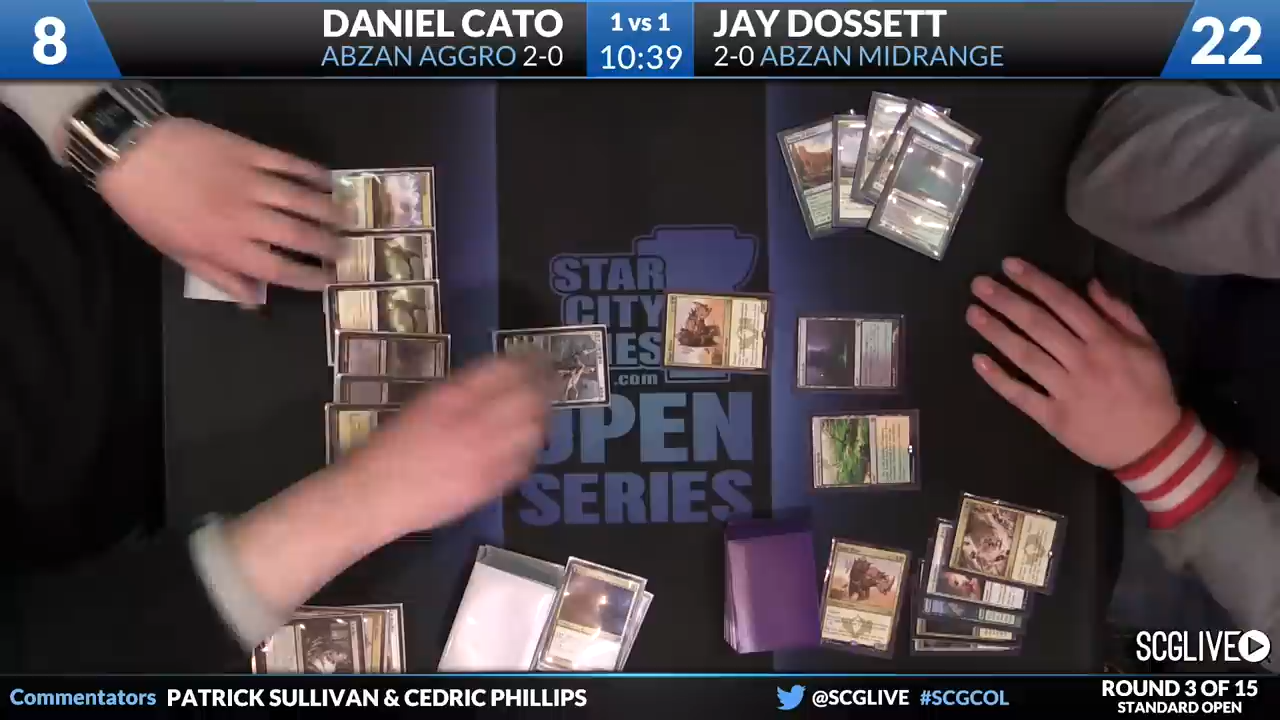 8
DANIEL CATO
ABZAN AGGRO 2-0
1 vs 1
10:39
JAY DOSSETT
2-0 ABZAN MIDRANGE
22
STAR
CITY
.com
OPEN
SERIES
SCGLIVE
Commentators PATRICK SULLIVAN & CEDRIC PHILLIPS
@SCGLIVE #SCGCOL
ROUND 3 OF 15
STANDARD OPEN